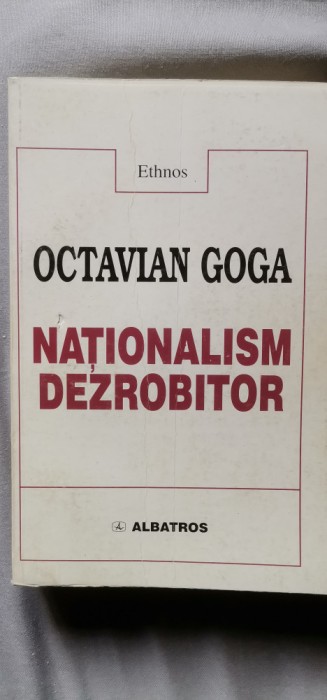 Ethnos
OCTAVIAN GOGA
NAȚIONALISM
DEZROBITOR
ALBATROS